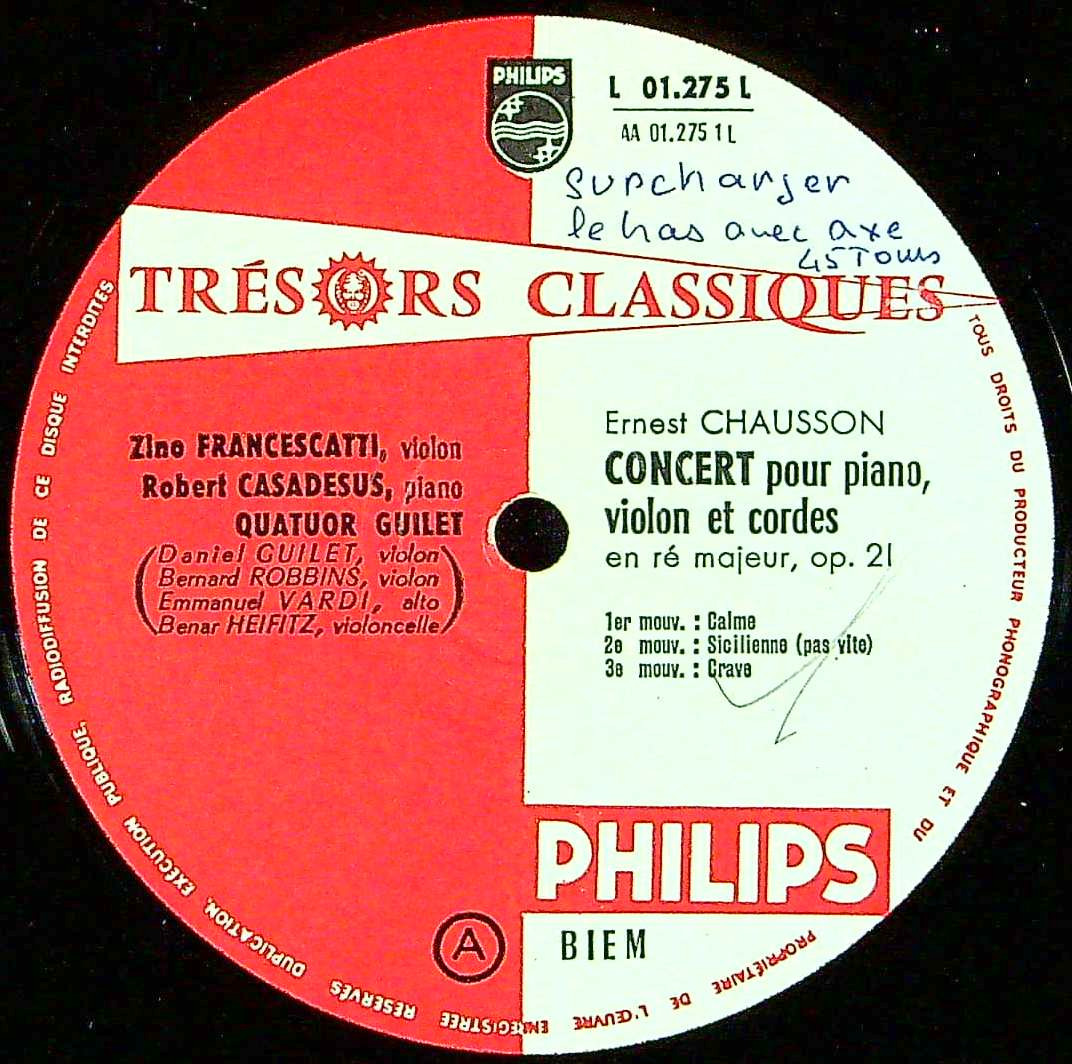 PHILIPS
L 01.275 L
AA 01.275 1 L
surcharger
le bas avec axe
45 Tours
TRÉSORS CLASSIQUES
Zino FRANCESCATTI, violon
Robert CASADESUS, piano
QUATUOR GUILET
(Daniel GUILET, violon
Bernard ROBBINS, violon
Emmanuel VARDI, alto
Benar HEIFITZ, violoncelle)
Ernest CHAUSSON
CONCERT pour piano,
violon et cordes
en ré majeur, op. 21
1er mouv. : Calme
2e mouv. : Sicilienne (pas vite)
3e mouv. : Grave
PHILIPS
BIEM
A
TOUS DROITS DU PRODUCTEUR PHONOGRAPHIQUE ET DU PROPRIÉTAIRE DE L'ŒUVRE ENREGISTRÉE RÉSERVÉS DUPLICATION, EXÉCUTION PUBLIQUE, RADIODIFFUSION DE CE DISQUE INTERDITES